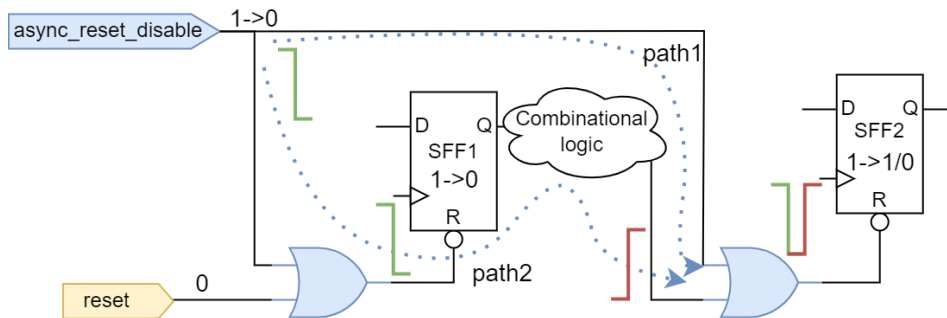 async_reset_disable
1->0
path1
D
Q
SFF1
1->0
R
Combinational
logic
D
Q
SFF2
1->1/0
R
path2
reset
0